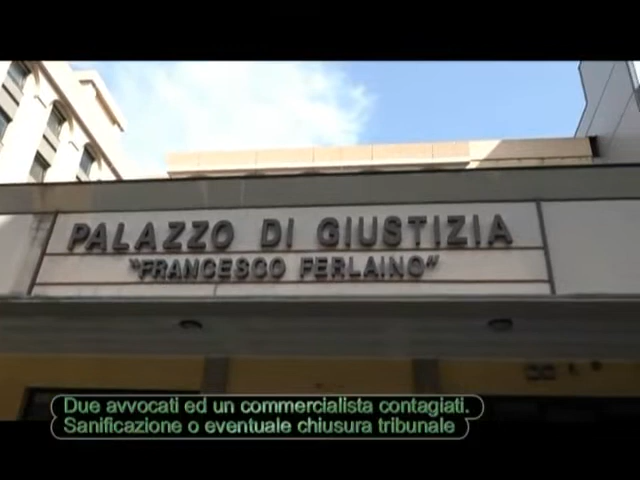 PALAZZO DI GIUSTIZIA
"FRANCESCO FERLAINO"
Due avvocati ed un commercialista contagiati.
Sanificazione o eventuale chiusura tribunale